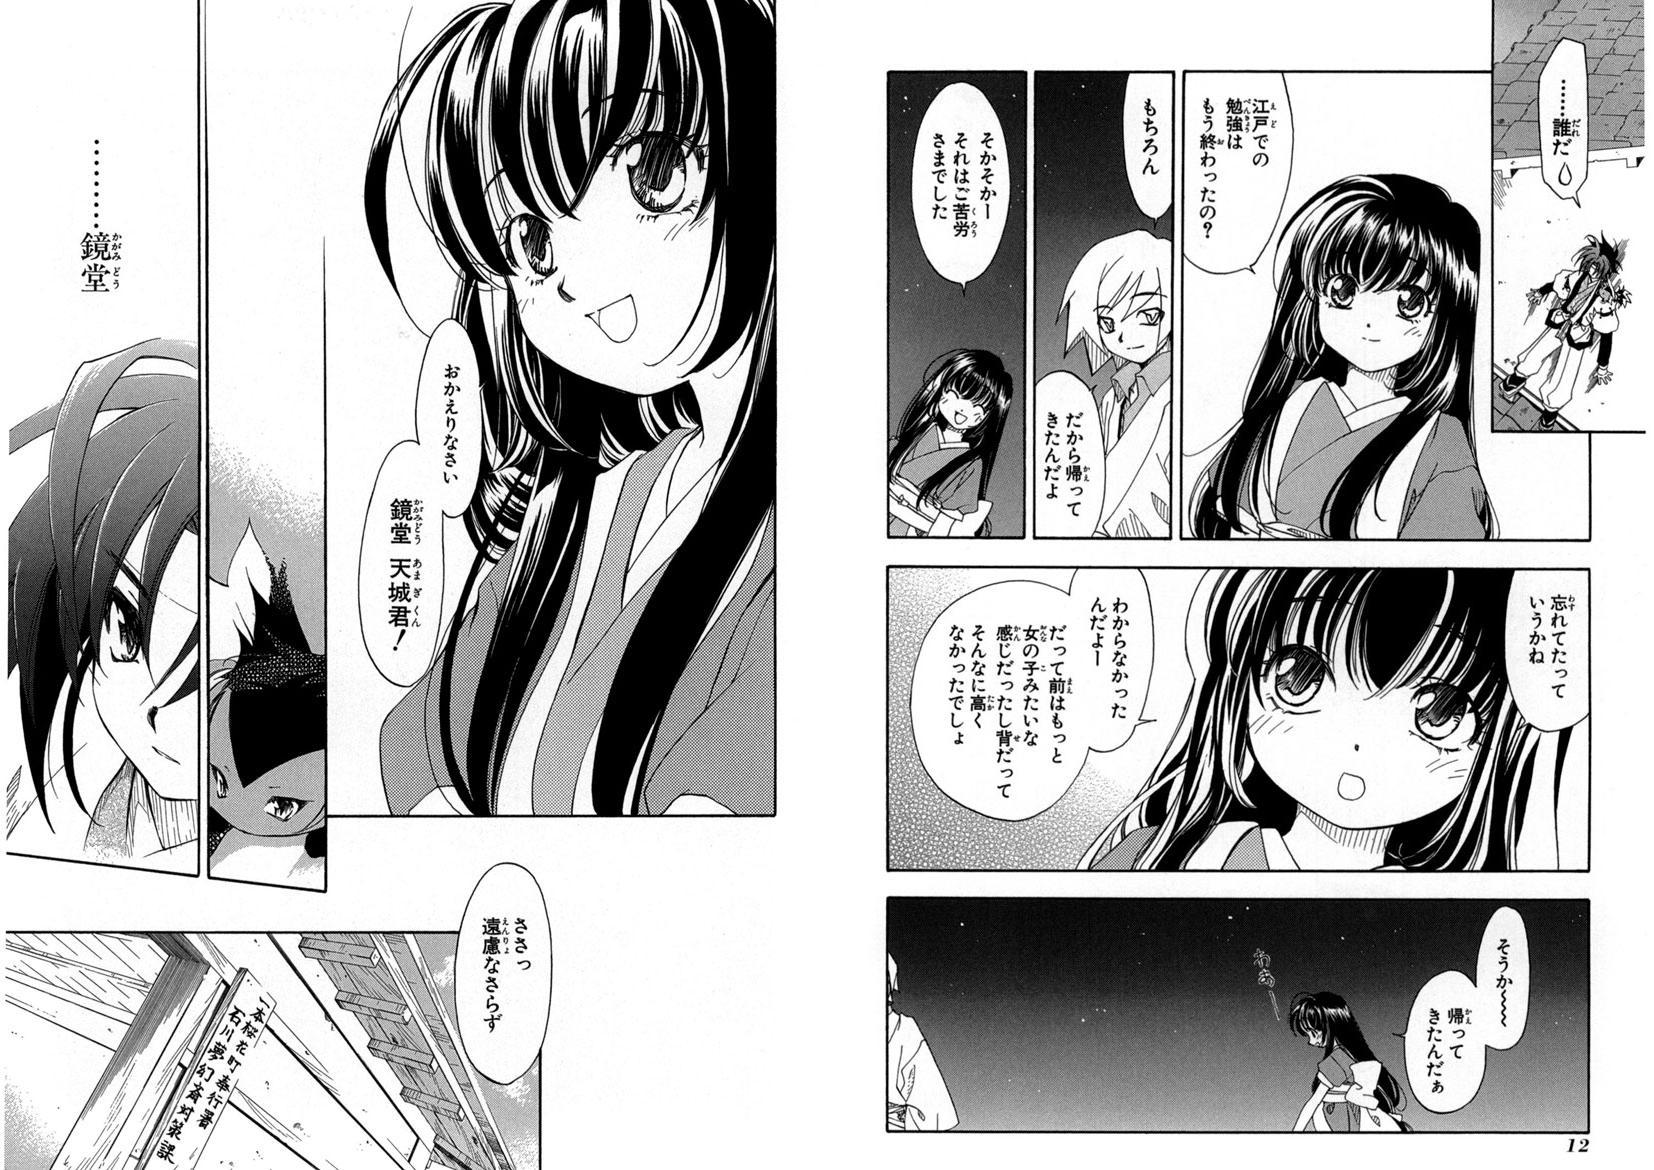 ……誰だ
江戸での
勉強は
もう終わったの？
もちろん
だから帰って
きたんだよ
そかそかー
それはご苦労
さまでした
忘れてたって
いうかね
わからなかった
んだよー
だって前はもっと
女の子みたいな
感じだったし背だって
そんなに高く
なかったでしょ
そうか～～～
帰って
きたんだぁ
わぁー
12
おかえりなさい
鏡堂 天城君！
………鏡堂
ささっ
遠慮なさらず
一本桜花町奉行署
石川夢幻斎対策課